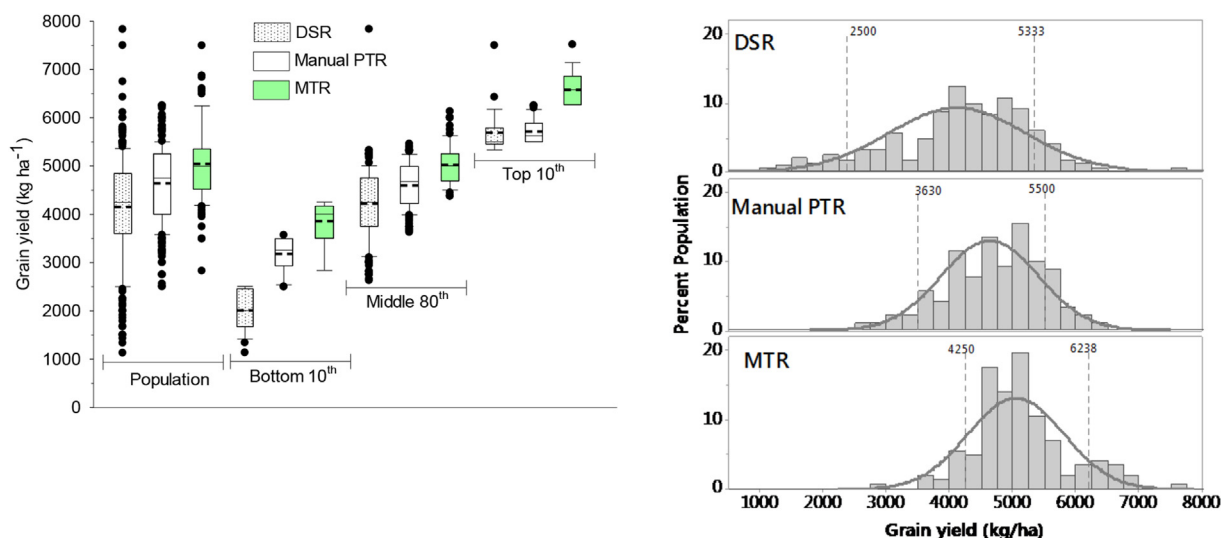 Grain yield (kg ha⁻¹)
8000
7000
6000
5000
4000
3000
2000
1000
0
DSR
Manual PTR
MTR
Population
Bottom 10th
Middle 80th
Top 10th
Percent Population
20
10
0
DSR
2500
5333
20
10
0
Manual PTR
3630
5500
20
10
0
MTR
4250
6238
1000 2000 3000 4000 5000 6000 7000 8000
Grain yield (kg/ha)